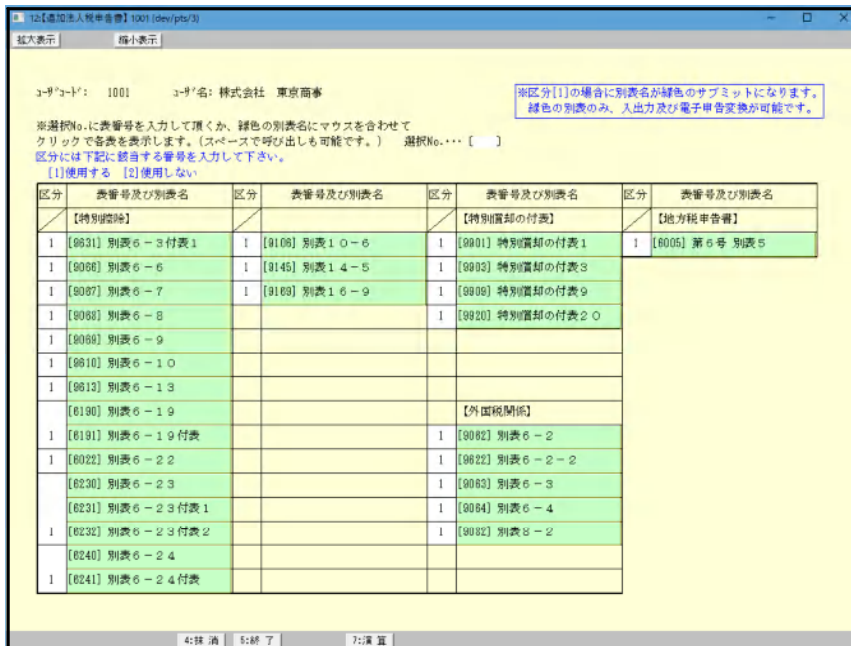 12:【追加法人税申告書】 1001 (dev/pts/3)
拡大表示 縮小表示
ﾕｰｻﾞｺｰﾄﾞ: 1001 ﾕｰｻﾞ名: 株式会社 東京商事
※区分[1]の場合に別表名が緑色のサブミットになります。
緑色の別表のみ、入出力及び電子申告変換が可能です。
※選択No.に表番号を入力して頂くか、緑色の別表名にマウスを合わせて
クリックで各表を表示します。(スペースで呼び出しも可能です。) 選択No.･･･ [ ]
区分には下記に該当する番号を入力して下さい。
[1]使用する [2]使用しない
区分 表番号及び別表名 区分 表番号及び別表名 区分 表番号及び別表名 区分 表番号及び別表名
【特別控除】 【特別償却の付表】 【地方税申告書】
1 [9631] 別表6－3付表1 1 [9106] 別表10－6 1 [9901] 特別償却の付表1 1 [6005] 第6号 別表5
1 [9066] 別表6－6 1 [9145] 別表14－5 1 [9903] 特別償却の付表3
1 [9067] 別表6－7 1 [9169] 別表16－9 1 [9909] 特別償却の付表9
1 [9068] 別表6－8 1 [9920] 特別償却の付表20
1 [9069] 別表6－9
1 [9610] 別表6－10
1 [9613] 別表6－13
[6190] 別表6－19 【外国税関係】
1 [6191] 別表6－19付表 1 [9062] 別表6－2
1 [6022] 別表6－22 1 [9622] 別表6－2－2
[6230] 別表6－23 1 [9063] 別表6－3
[6231] 別表6－23付表1 1 [9064] 別表6－4
1 [6232] 別表6－23付表2 1 [9082] 別表8－2
[6240] 別表6－24
1 [6241] 別表6－24付表
4:抹 消 5:終 了 7:演 算